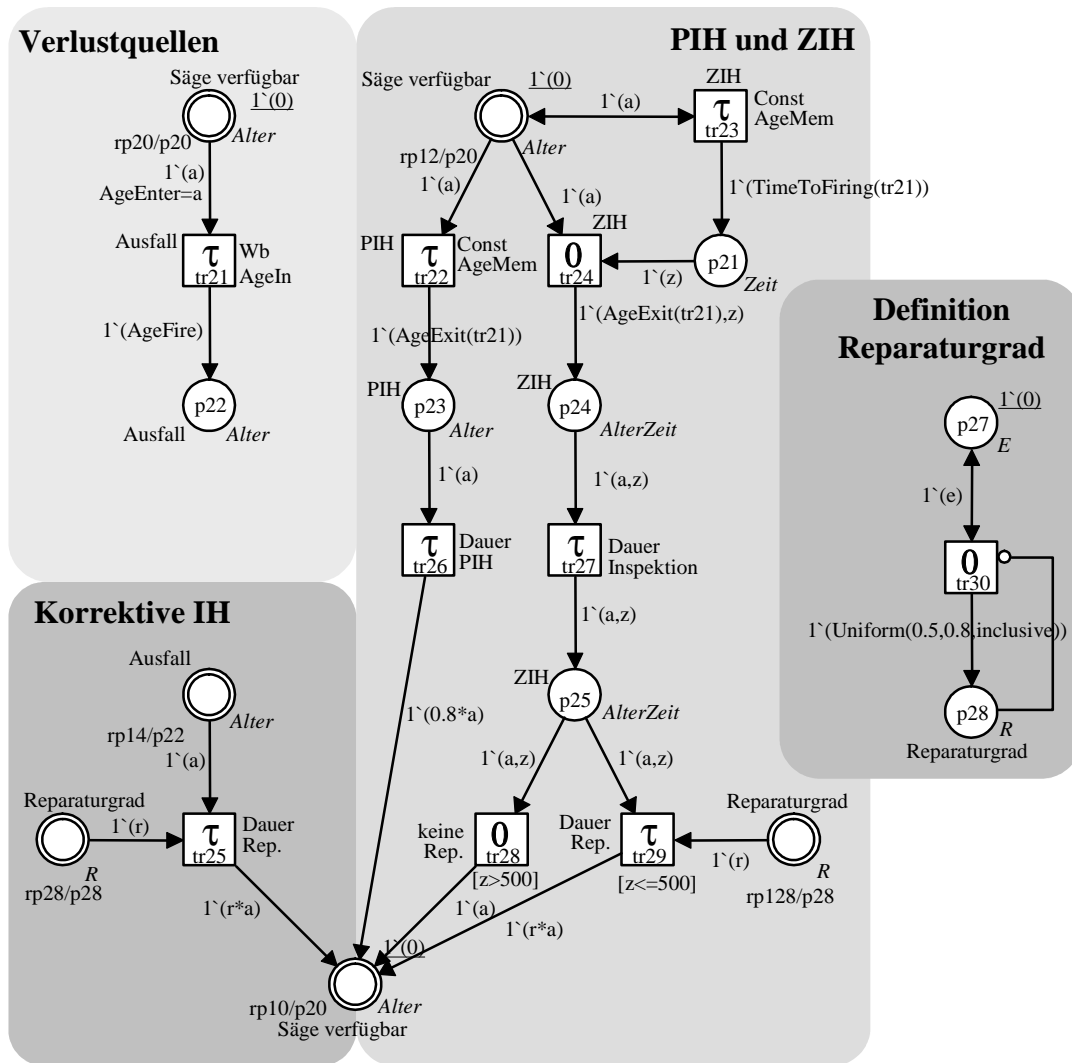 Verlustquellen
Säge verfügbar
1`(0)
rp20/p20
Alter
1`(a)
AgeEnter=a
Ausfall
τ
tr21
Wb
AgeIn
1`(AgeFire)
p22
Ausfall
Alter
PIH und ZIH
Säge verfügbar
1`(0)
rp12/p20
Alter
1`(a)
ZIH
τ
tr23
Const
AgeMem
1`(a)
1`(a)
1`(TimeToFiring(tr21))
PIH
τ
tr22
Const
AgeMem
ZIH
0
tr24
1`(z)
p21
Zeit
1`(AgeExit(tr21))
1`(AgeExit(tr21),z)
PIH
p23
Alter
ZIH
p24
AlterZeit
1`(a)
1`(a,z)
τ
tr26
Dauer
PIH
τ
tr27
Dauer
Inspektion
1`(a,z)
1`(0.8*a)
ZIH
p25
AlterZeit
1`(a,z)
1`(a,z)
keine
Rep.
0
tr28
[z>500]
Dauer
Rep.
τ
tr29
[z<=500]
Reparaturgrad
1`(r)
R
rp128/p28
1`(a)
1`(r*a)
Definition
Reparaturgrad
1`(0)
p27
E
1`(e)
0
tr30
1`(Uniform(0.5,0.8,inclusive))
p28
R
Reparaturgrad
Korrektive IH
Ausfall
Alter
rp14/p22
1`(a)
Reparaturgrad
1`(r)
R
rp28/p28
τ
tr25
Dauer
Rep.
1`(r*a)
1`(0)
rp10/p20
Alter
Säge verfügbar